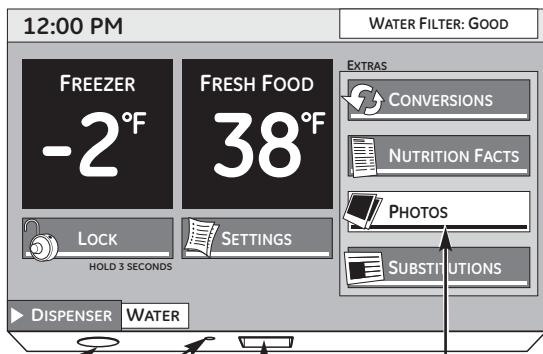 12:00 PM
WATER FILTER: GOOD
FREEZER
-2°F
FRESH FOOD
38°F
LOCK
HOLD 3 SECONDS
SETTINGS
EXTRAS
CONVERSIONS
NUTRITION FACTS
PHOTOS
SUBSTITUTIONS
DISPENSER
WATER